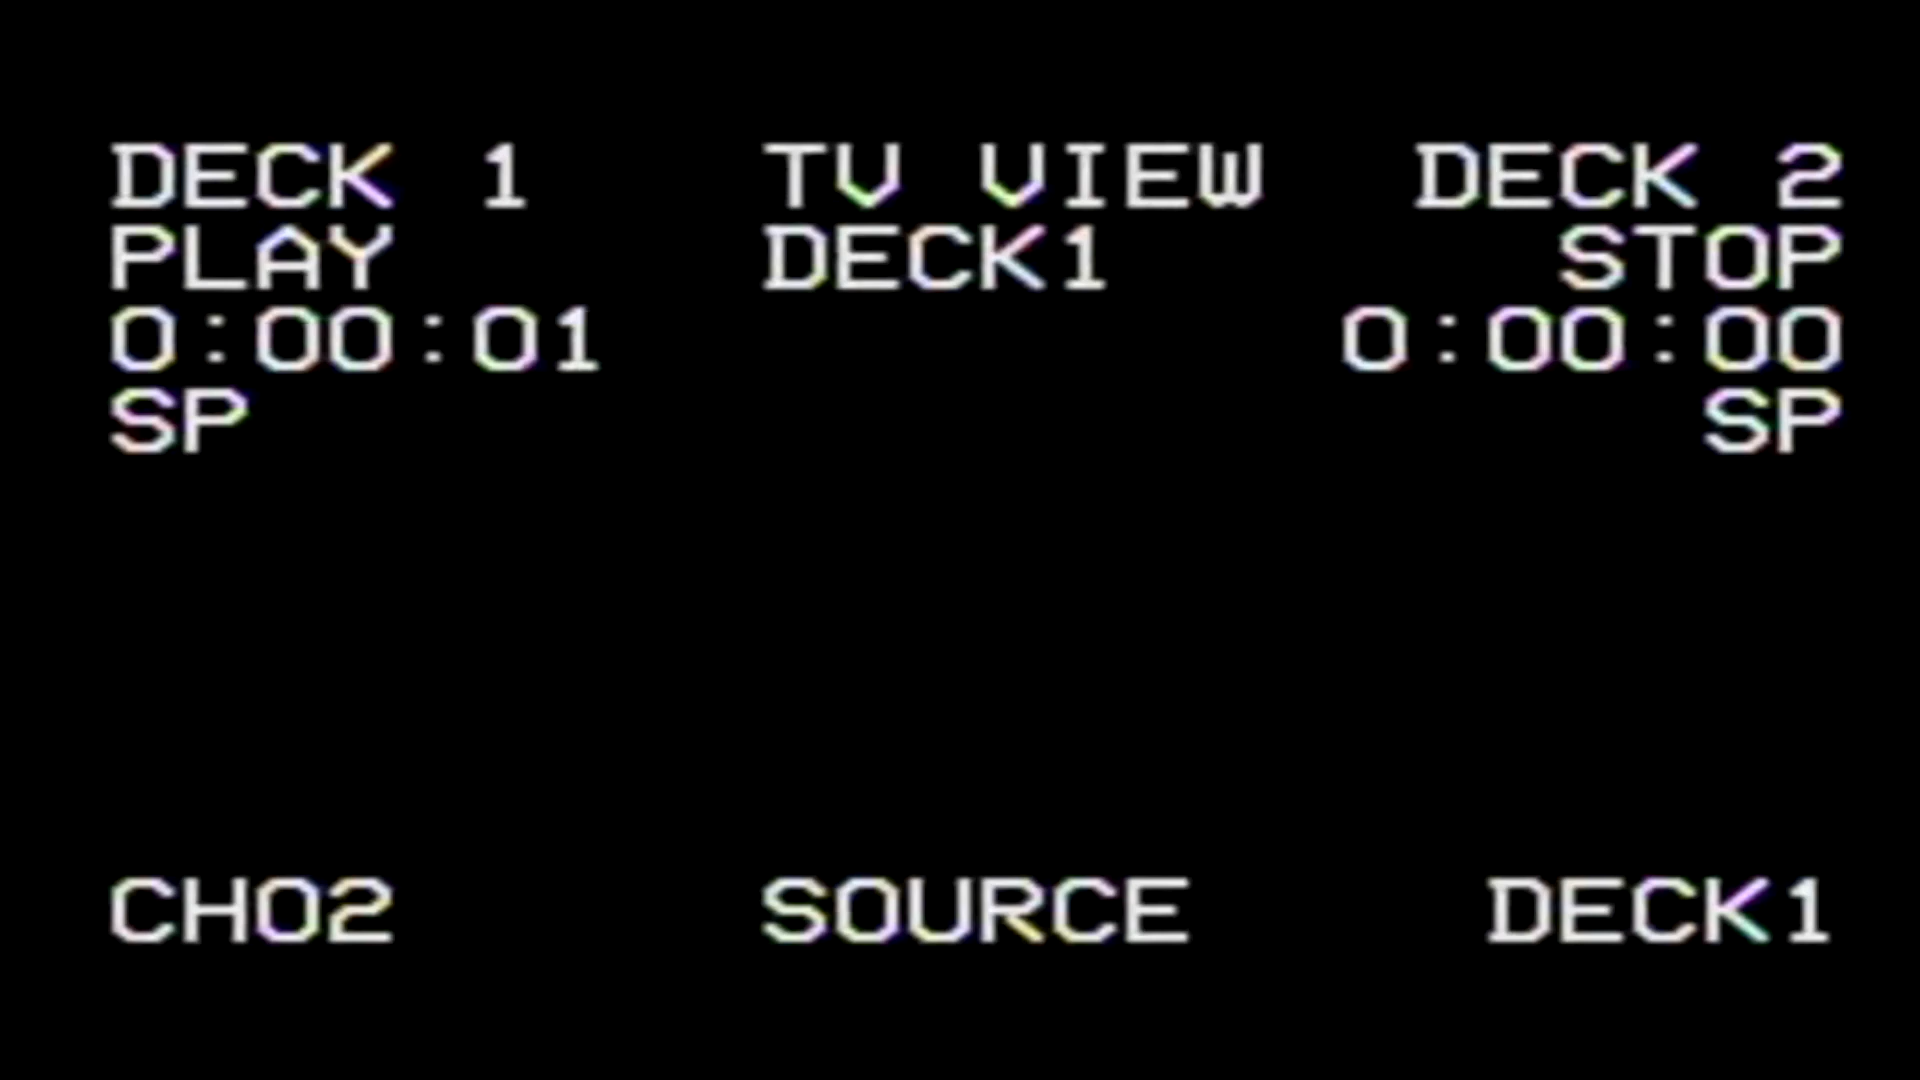 DECK 1 TV VIEW DECK 2
PLAY DECK1 STOP
0:00:01 0:00:00
SP SP
CH02 SOURCE DECK1